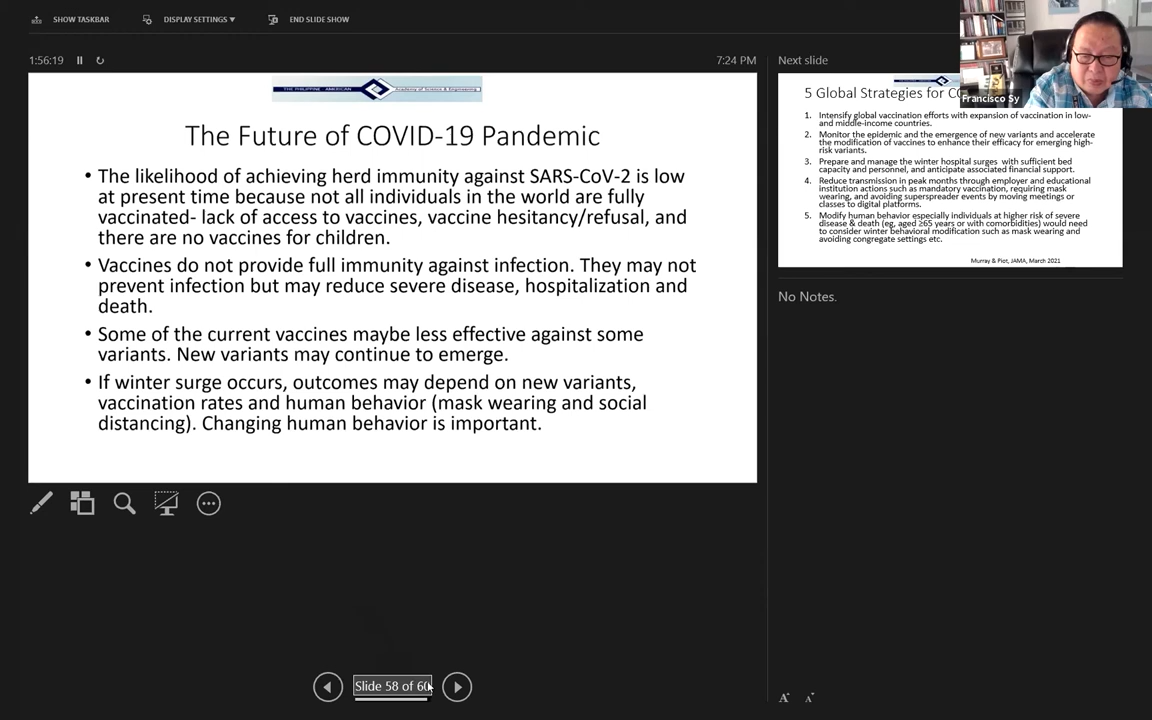 SHOW TASKBAR
DISPLAY SETTINGS ▾
END SLIDE SHOW
1:56:19
7:24 PM
Next slide
THE PHILIPPINE AMERICAN Academy of Science & Engineering
The Future of COVID-19 Pandemic
• The likelihood of achieving herd immunity against SARS-CoV-2 is low
at present time because not all individuals in the world are fully
vaccinated- lack of access to vaccines, vaccine hesitancy/refusal, and
there are no vaccines for children.
• Vaccines do not provide full immunity against infection. They may not
prevent infection but may reduce severe disease, hospitalization and
death.
• Some of the current vaccines maybe less effective against some
variants. New variants may continue to emerge.
• If winter surge occurs, outcomes may depend on new variants,
vaccination rates and human behavior (mask wearing and social
distancing). Changing human behavior is important.
Slide 58 of 60
Francisco Sy
5 Global Strategies for CO
1. Intensify global vaccination efforts with expansion of vaccination in low-
and middle-income countries.
2. Monitor the epidemic and the emergence of new variants and accelerate
the modification of vaccines to enhance their efficacy for emerging high-
risk variants.
3. Prepare and manage the winter hospital surges with sufficient bed
capacity and personnel, and anticipate associated financial support.
4. Reduce transmission in peak months through employer and educational
institution actions such as mandatory vaccination, requiring mask
wearing, and avoiding superspreader events by moving meetings or
classes to digital platforms.
5. Modify human behavior especially individuals at higher risk of severe
disease & death (eg, aged ≥65 years or with comorbidities) would need
to consider winter behavioral modification such as mask wearing and
avoiding congregate settings etc.
Murray & Piot, JAMA, March 2021
No Notes.
A A